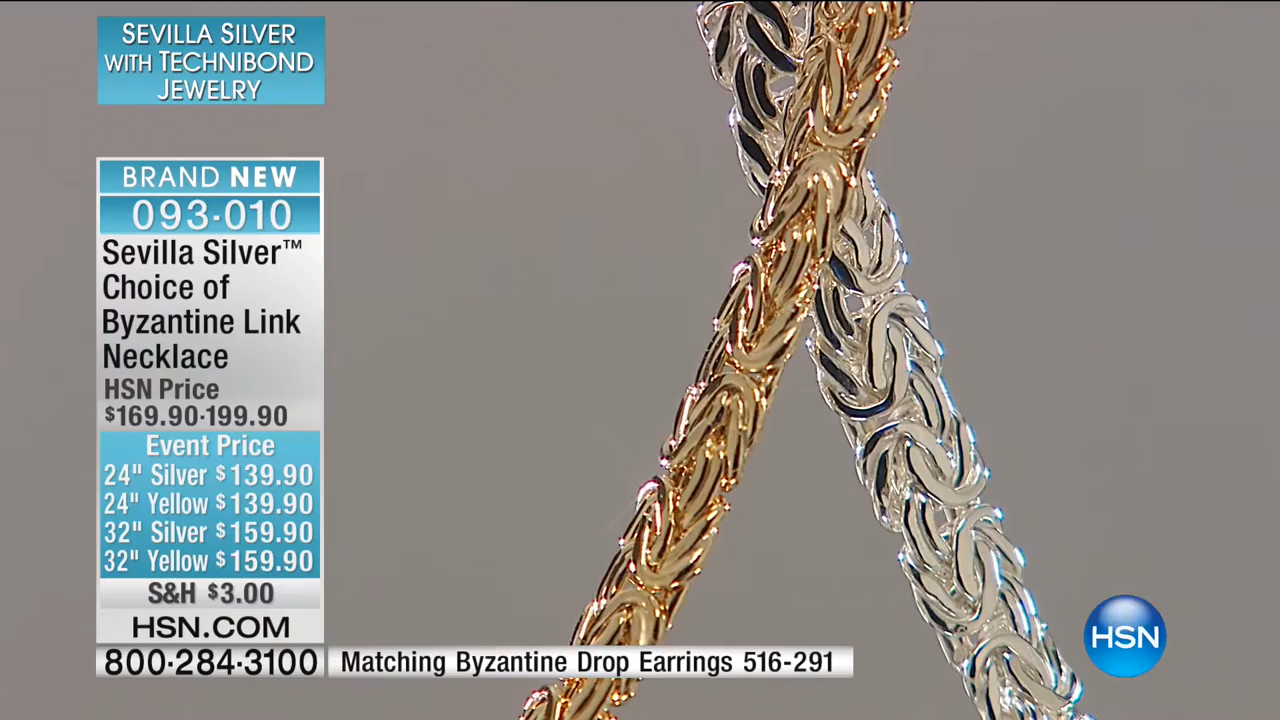 SEVILLA SILVER
WITH TECHNIBOND
JEWELRY
BRAND NEW
093·010
Sevilla Silver™
Choice of
Byzantine Link
Necklace
HSN Price
$169.90-199.90
Event Price
24" Silver $139.90
24" Yellow $139.90
32" Silver $159.90
32" Yellow $159.90
S&H $3.00
HSN.COM
800·284·3100
Matching Byzantine Drop Earrings 516-291
HSN